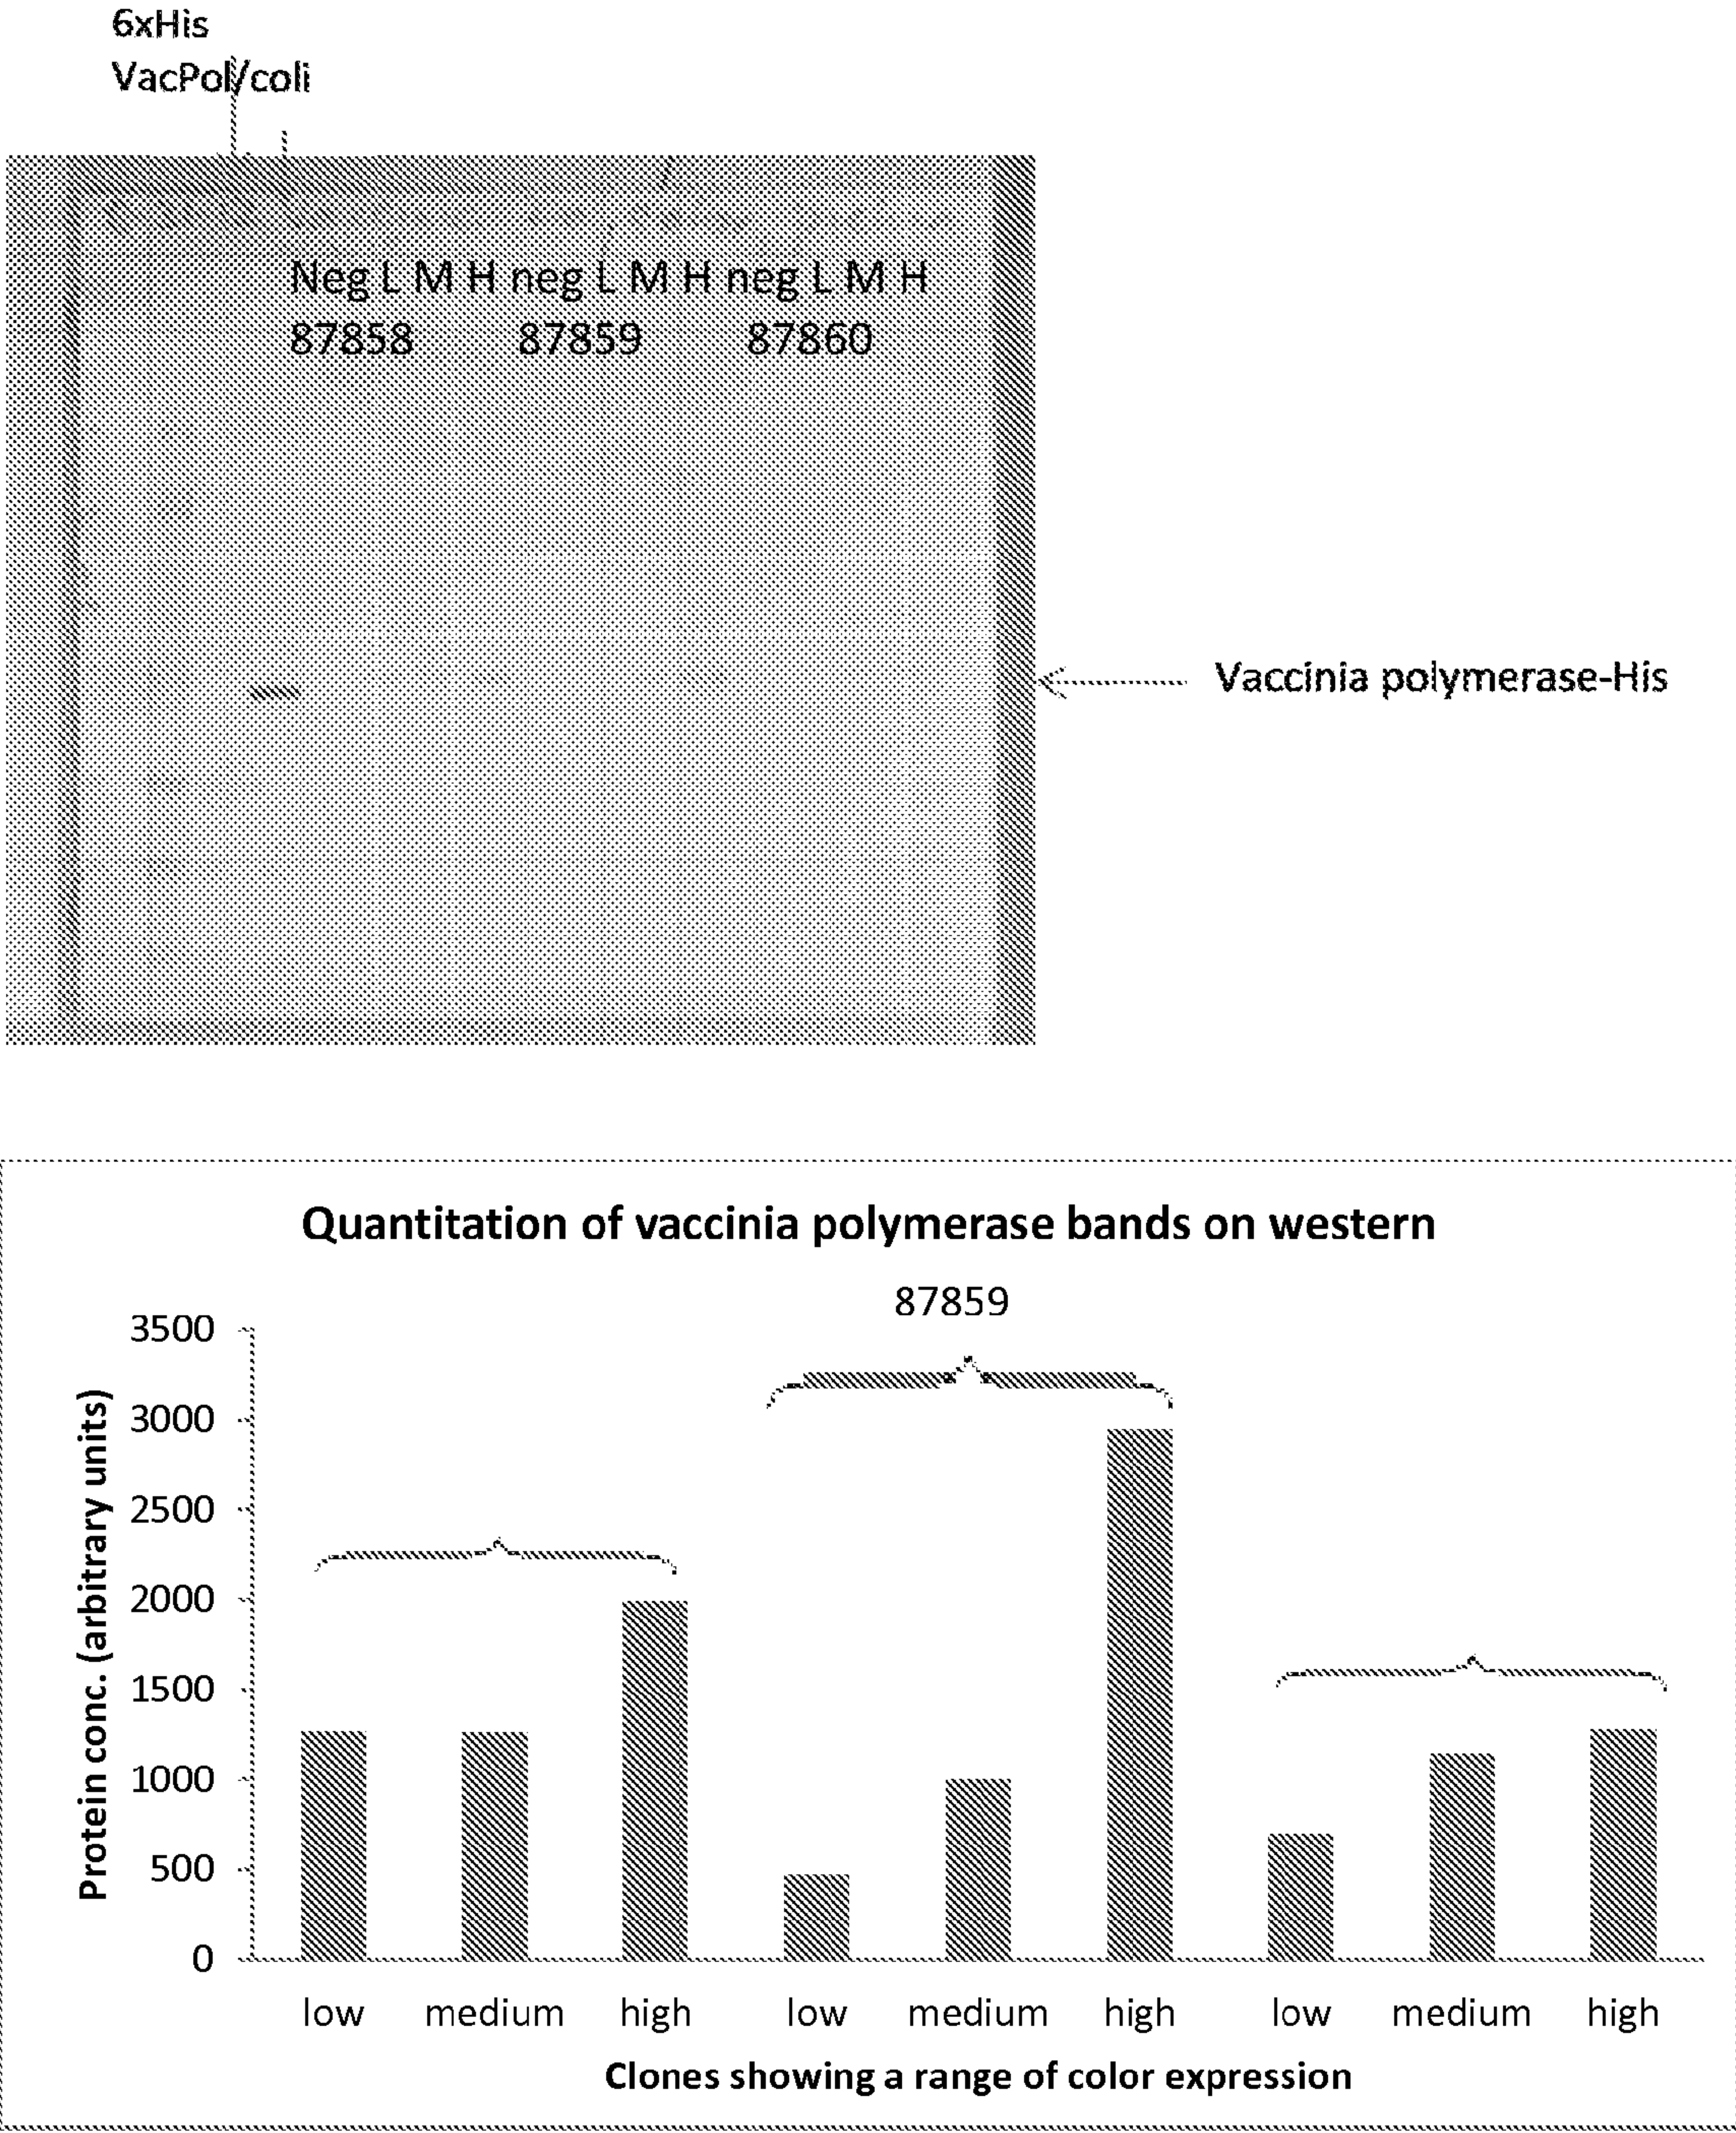 6xHis
VacPol/coli
Neg L M H neg L M H neg L M H
87858 87859 87860
Vaccinia polymerase-His
Quantitation of vaccinia polymerase bands on western
87859
3500
3000
2500
2000
1500
1000
500
0
Protein conc. (arbitrary units)
low medium high low medium high low medium high
Clones showing a range of color expression